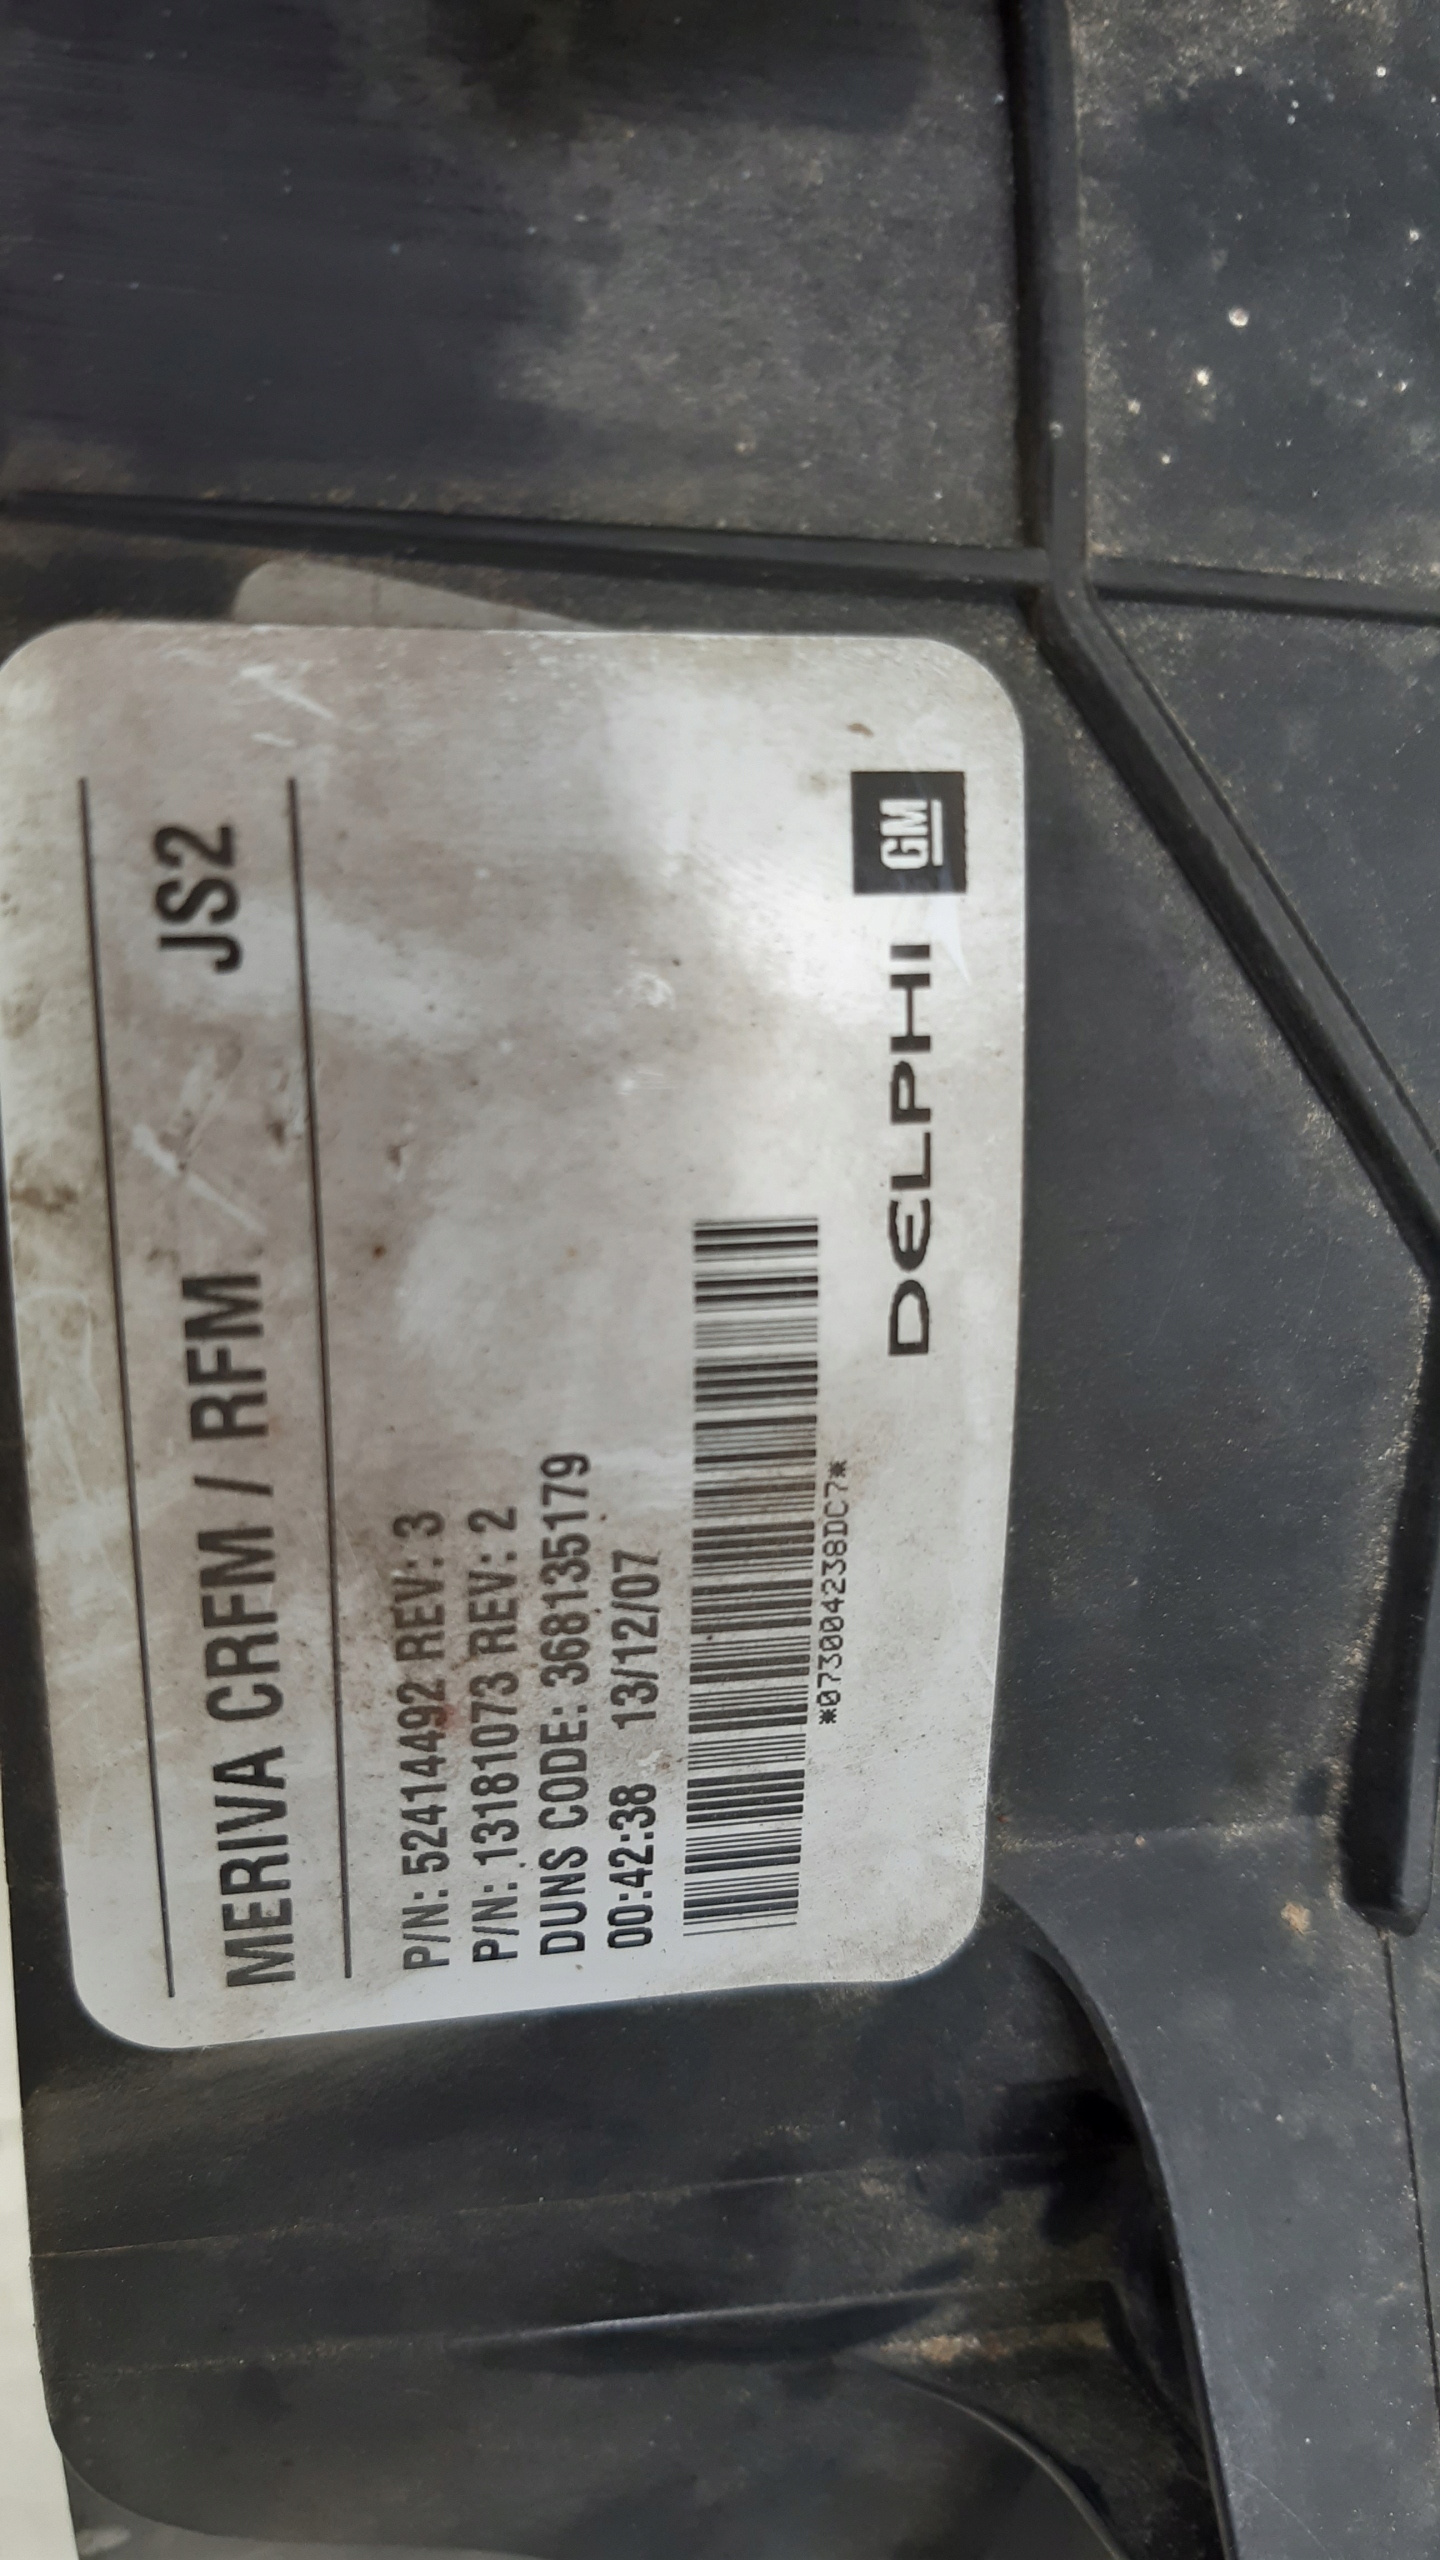 MERIVA CRFM / RFM JS2
P/N: 52414492 REV: 3
P/N: 13181073 REV: 2
DUNS CODE: 368135179
00:42:38 13/12/07
*073004238DC7*
DELPHI GM